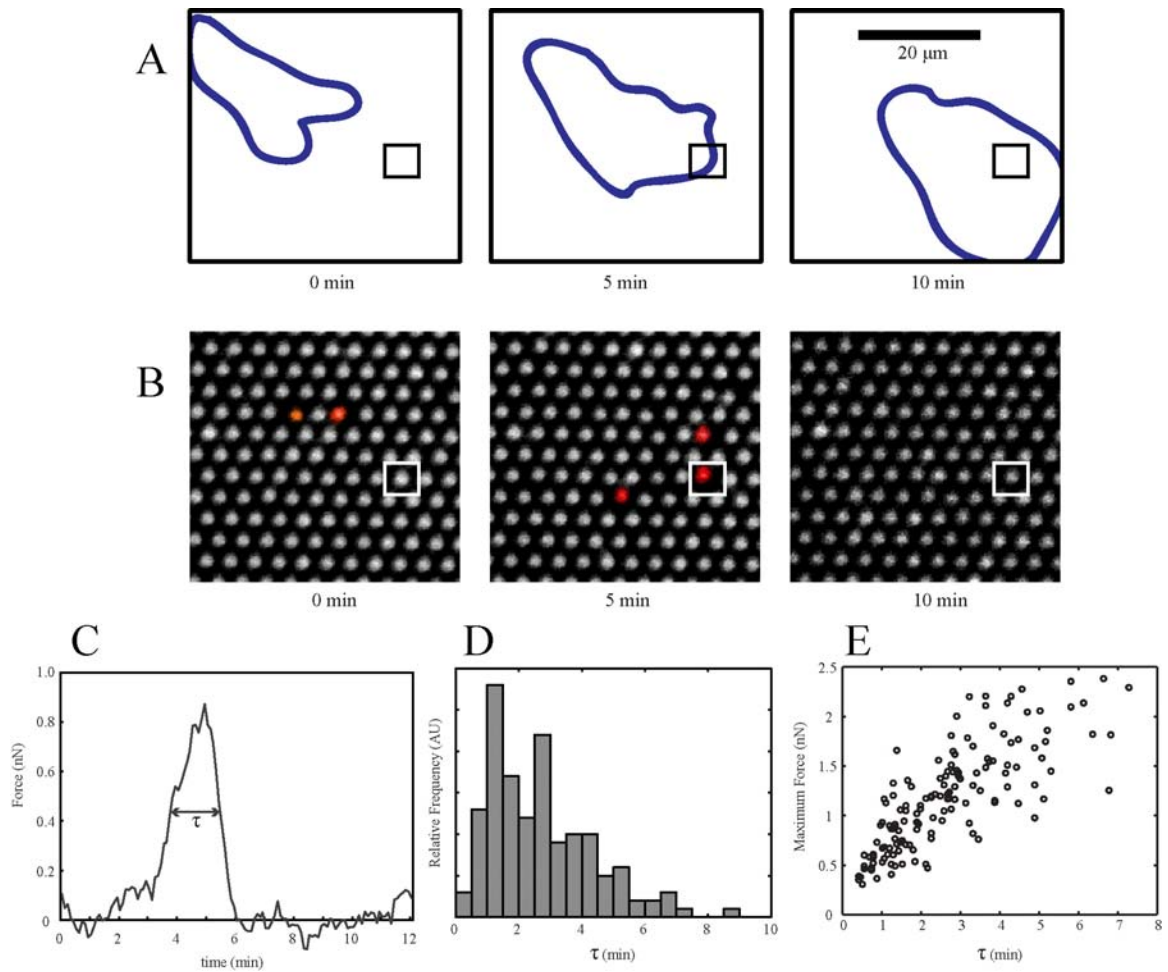 A
20 μm
0 min
5 min
10 min
B
0 min
5 min
10 min
C
1.0
0.8
0.6
0.4
0.2
0
Force (nN)
τ
0
2
4
6
8
10
12
time (min)
D
Relative Frequency (AU)
0
2
4
6
8
10
τ (min)
E
2.5
2
1.5
1
0.5
0
Maximum Force (nN)
0
1
2
3
4
5
6
7
8
τ (min)